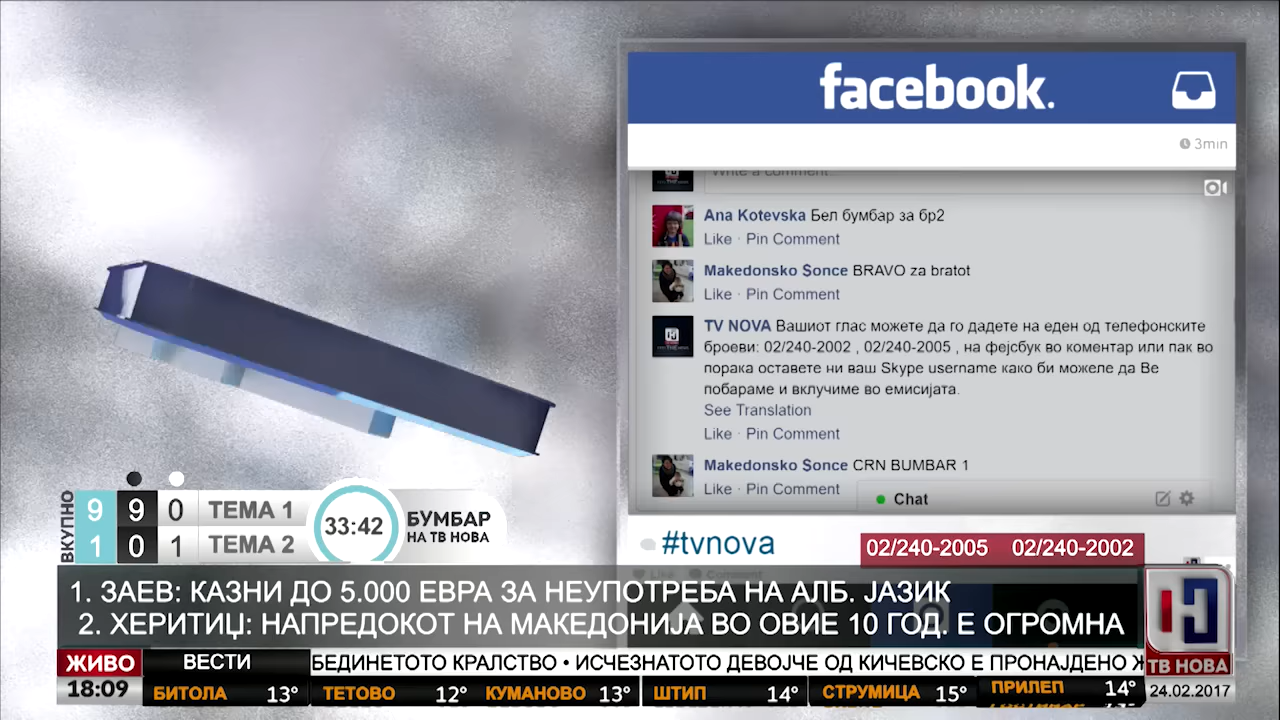 facebook.
3min
Write a comment...
Ana Kotevska Бел бумбар за бр2
Like · Pin Comment
Makedonsko $once BRAVO za bratot
Like · Pin Comment
TV NOVA Вашиот глас можете да го дадете на еден од телефонските
броеви: 02/240-2002 , 02/240-2005 , на фејсбук во коментар или пак во
порака оставете ни ваш Skype username како би можеле да Ве
побараме и вклучиме во емисијата.
See Translation
Like · Pin Comment
Makedonsko $once CRN BUMBAR 1
Like · Pin Comment
Chat
#tvnova
02/240-2005 02/240-2002
ВКУПНО
9 9 0 ТЕМА 1
1 0 1 ТЕМА 2
33:42
БУМБАР
НА ТВ НОВА
1. ЗАЕВ: КАЗНИ ДО 5.000 ЕВРА ЗА НЕУПОТРЕБА НА АЛБ. ЈАЗИК
2. ХЕРИТИЏ: НАПРЕДОКОТ НА МАКЕДОНИЈА ВО ОВИЕ 10 ГОД. Е ОГРОМНА
ЖИВО ВЕСТИ БЕДИНЕТОТО КРАЛСТВО • ИСЧЕЗНАТОТО ДЕВОЈЧЕ ОД КИЧЕВСКО Е ПРОНАЈДЕНО Ж
18:09 БИТОЛА 13° ТЕТОВО 12° КУМАНОВО 13° ШТИП 14° СТРУМИЦА 15° ПРИЛЕП 14°
ТВ НОВА
24.02.2017